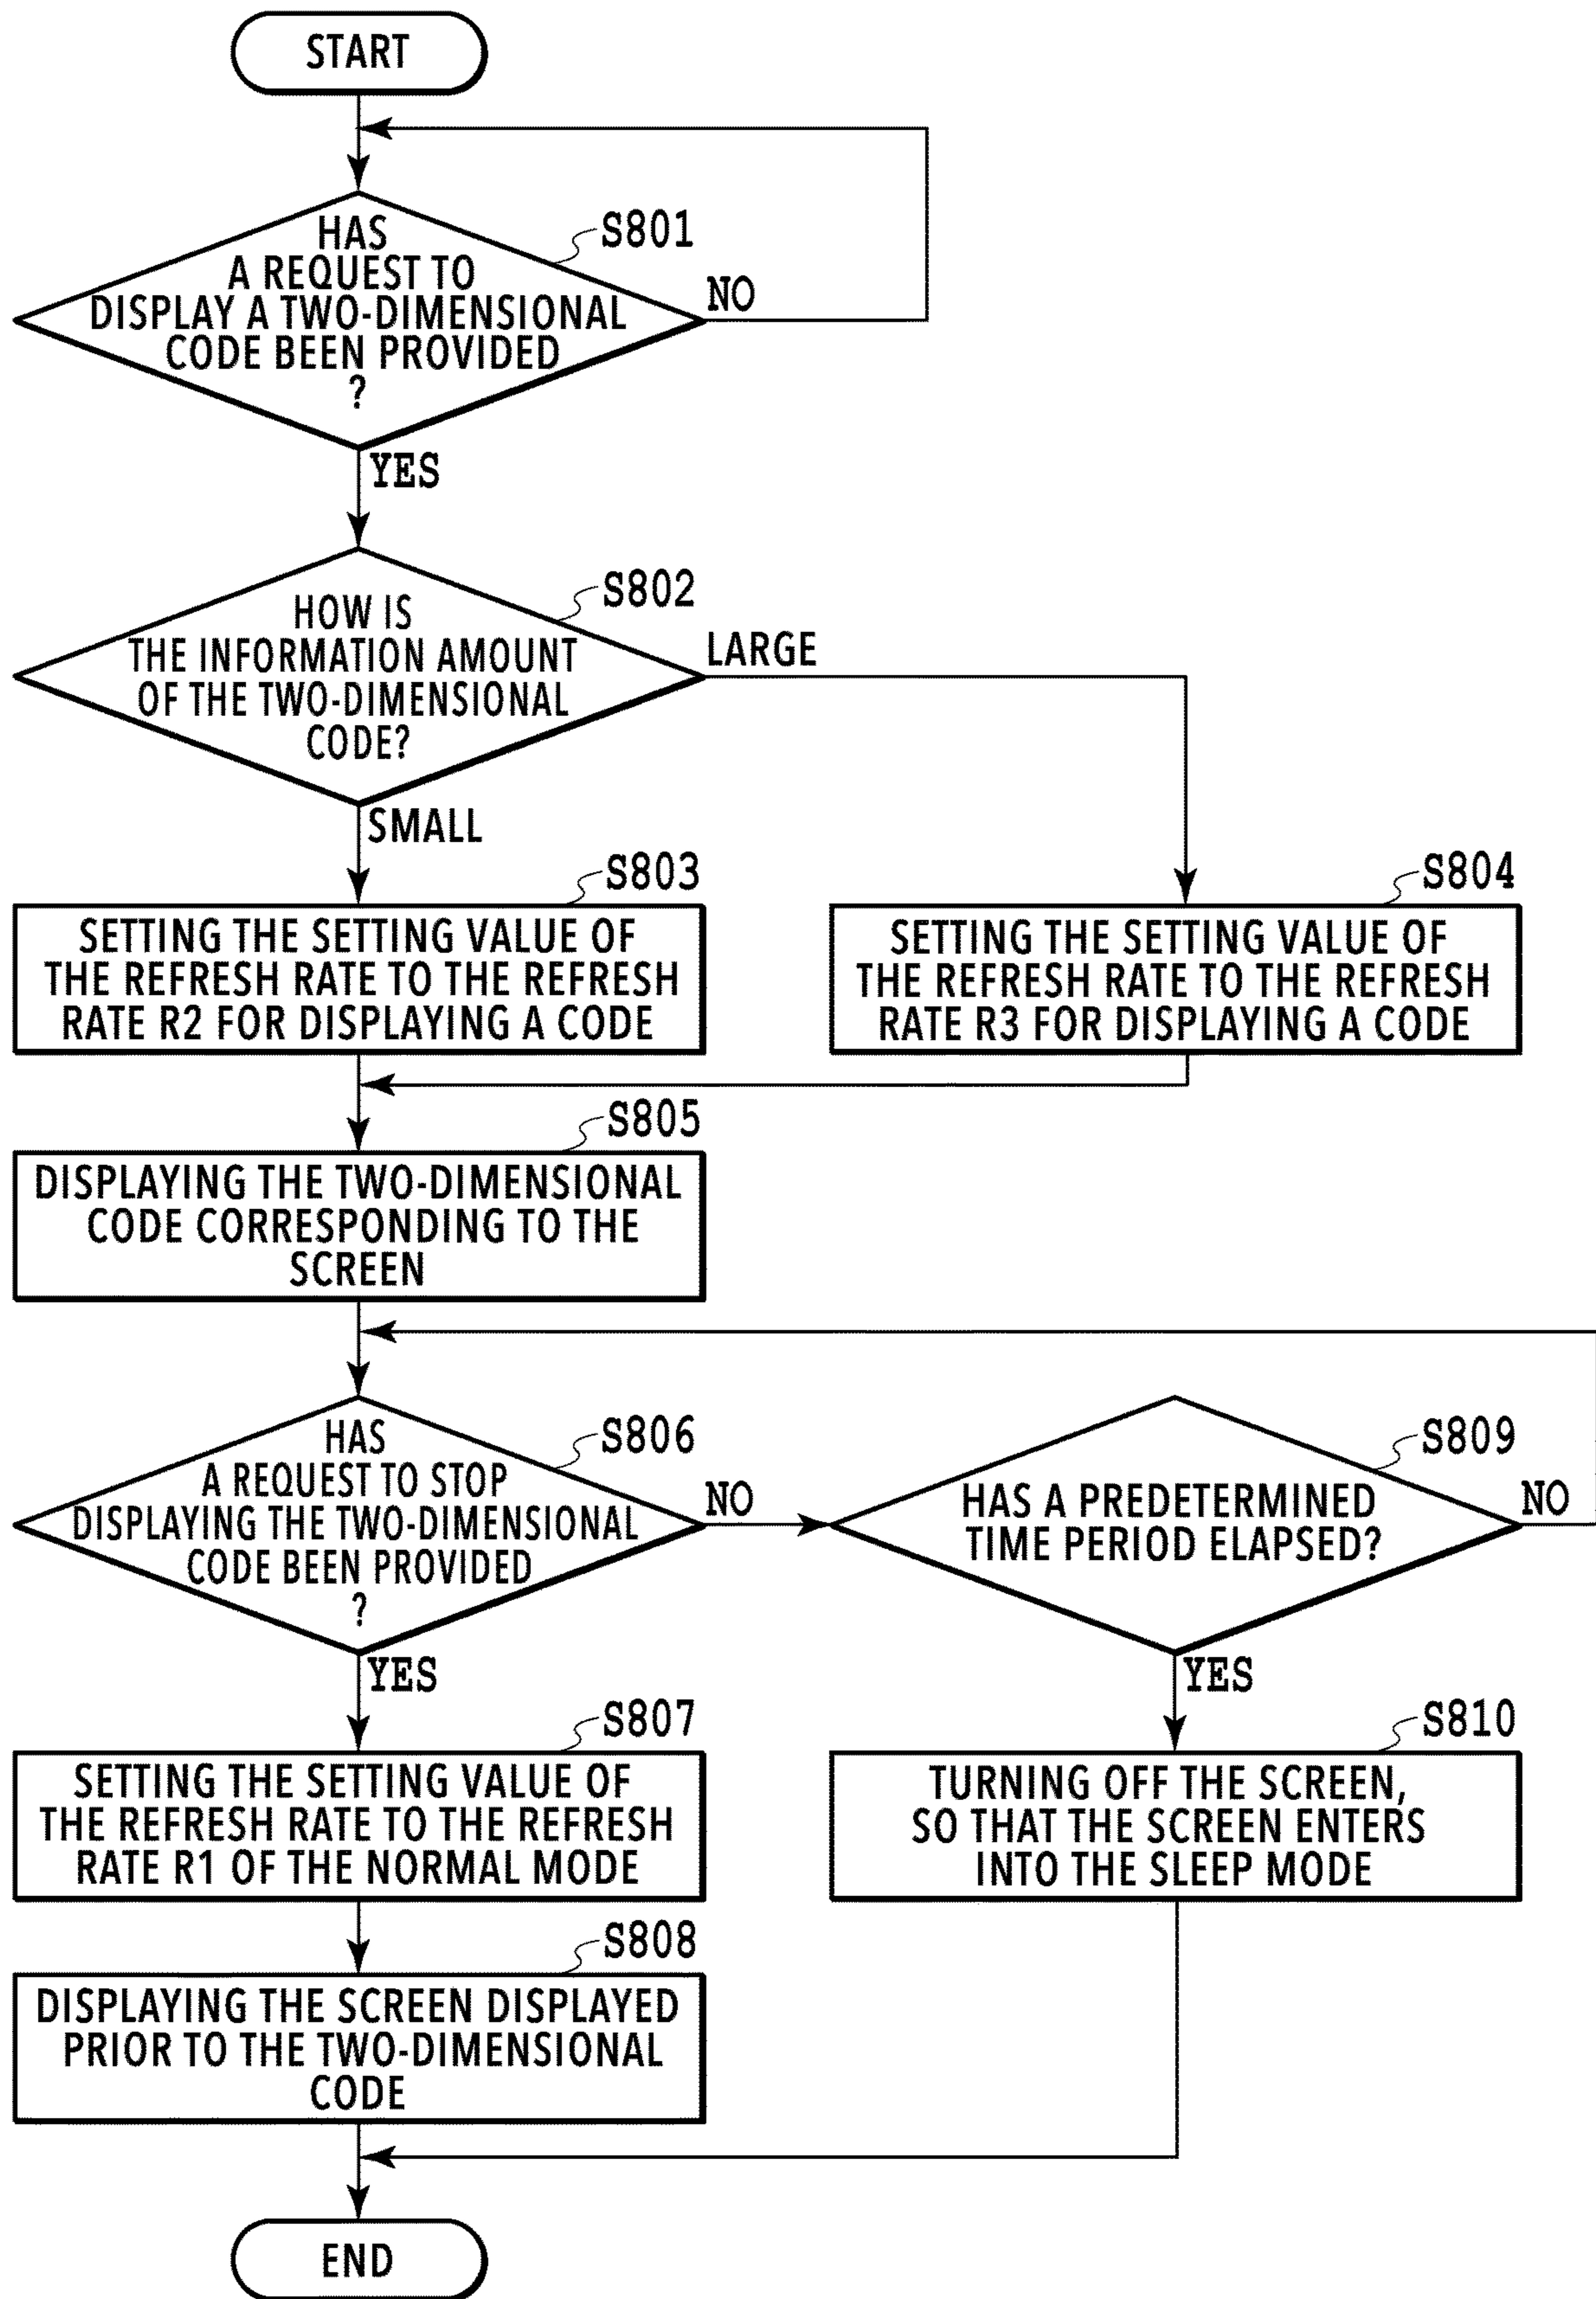 START
S801
HAS
A REQUEST TO
DISPLAY A TWO-DIMENSIONAL
CODE BEEN PROVIDED
?
NO
YES
S802
HOW IS
THE INFORMATION AMOUNT
OF THE TWO-DIMENSIONAL
CODE?
LARGE
SMALL
S803
SETTING THE SETTING VALUE OF
THE REFRESH RATE TO THE REFRESH
RATE R2 FOR DISPLAYING A CODE
S804
SETTING THE SETTING VALUE OF
THE REFRESH RATE TO THE REFRESH
RATE R3 FOR DISPLAYING A CODE
S805
DISPLAYING THE TWO-DIMENSIONAL
CODE CORRESPONDING TO THE
SCREEN
S806
HAS
A REQUEST TO STOP
DISPLAYING THE TWO-DIMENSIONAL
CODE BEEN PROVIDED
?
NO
YES
S809
HAS A PREDETERMINED
TIME PERIOD ELAPSED?
NO
YES
S807
SETTING THE SETTING VALUE OF
THE REFRESH RATE TO THE REFRESH
RATE R1 OF THE NORMAL MODE
S810
TURNING OFF THE SCREEN,
SO THAT THE SCREEN ENTERS
INTO THE SLEEP MODE
S808
DISPLAYING THE SCREEN DISPLAYED
PRIOR TO THE TWO-DIMENSIONAL
CODE
END